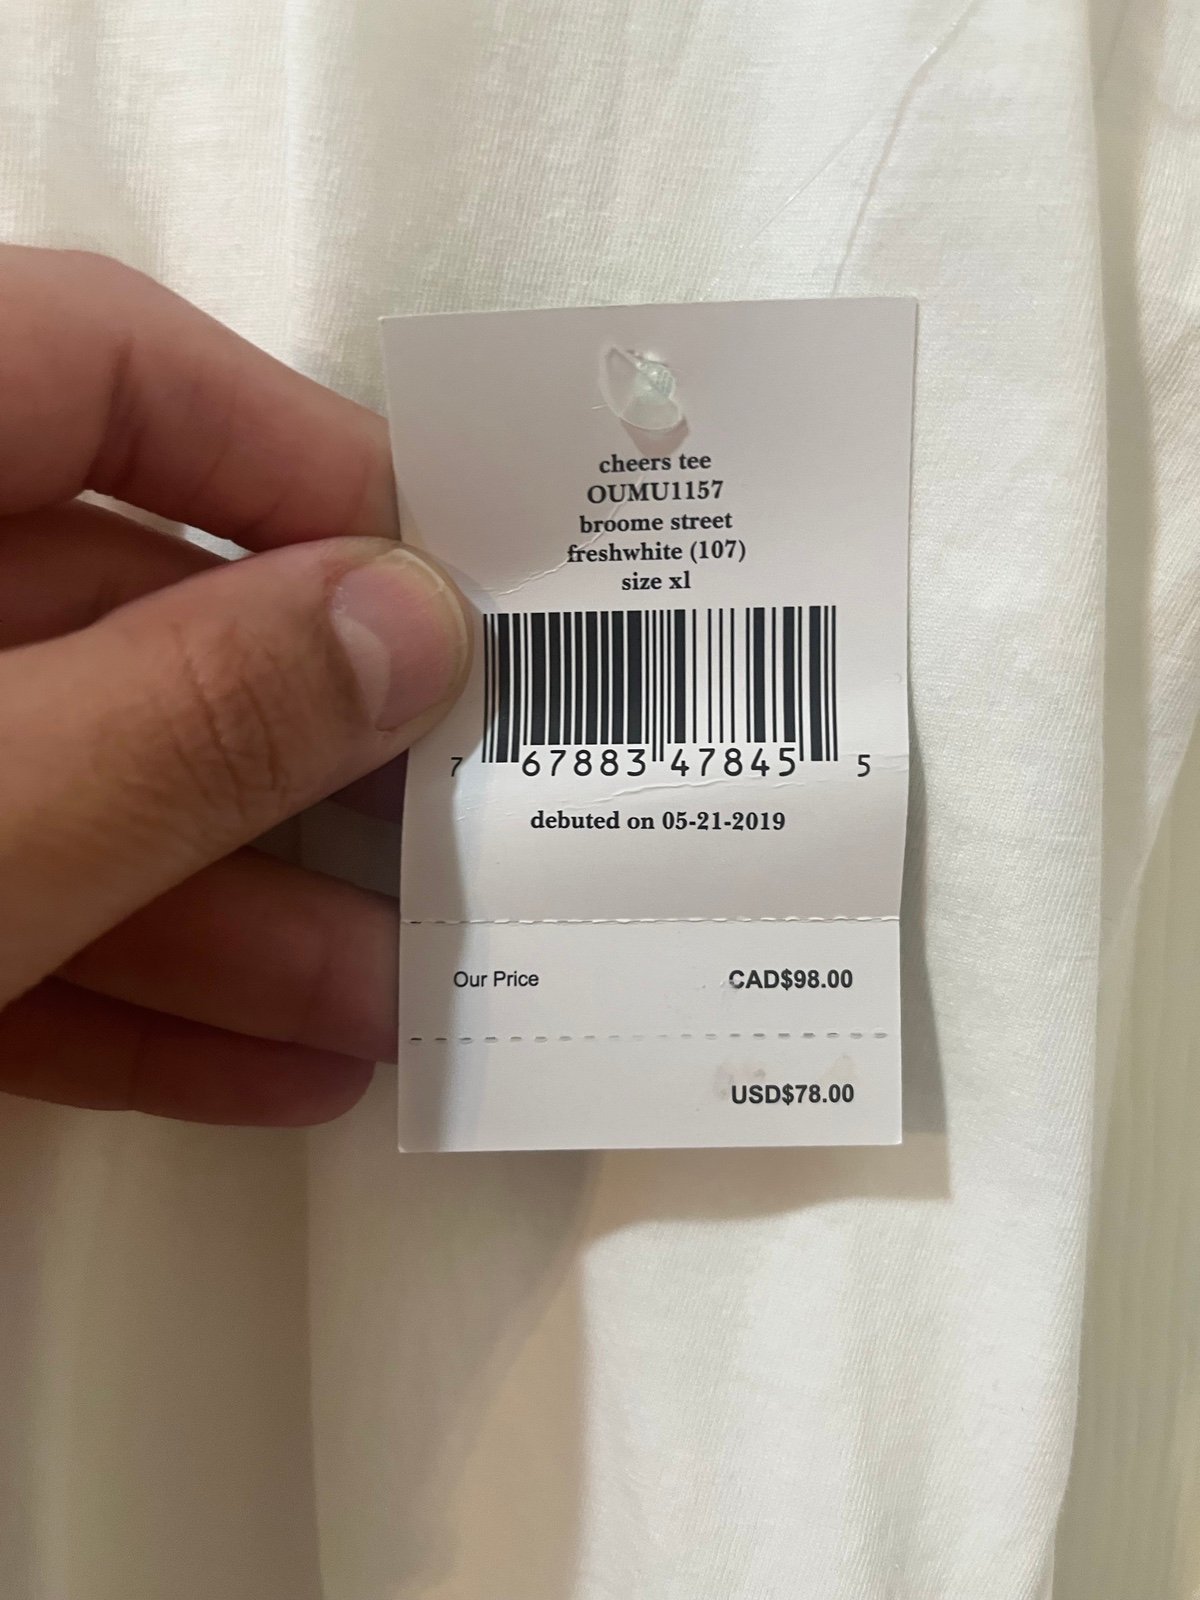 cheers tee
OUMU1157
broome street
freshwhite (107)
size xl
7 67883 47845 5
debuted on 05-21-2019
Our Price CAD$98.00
USD$78.00